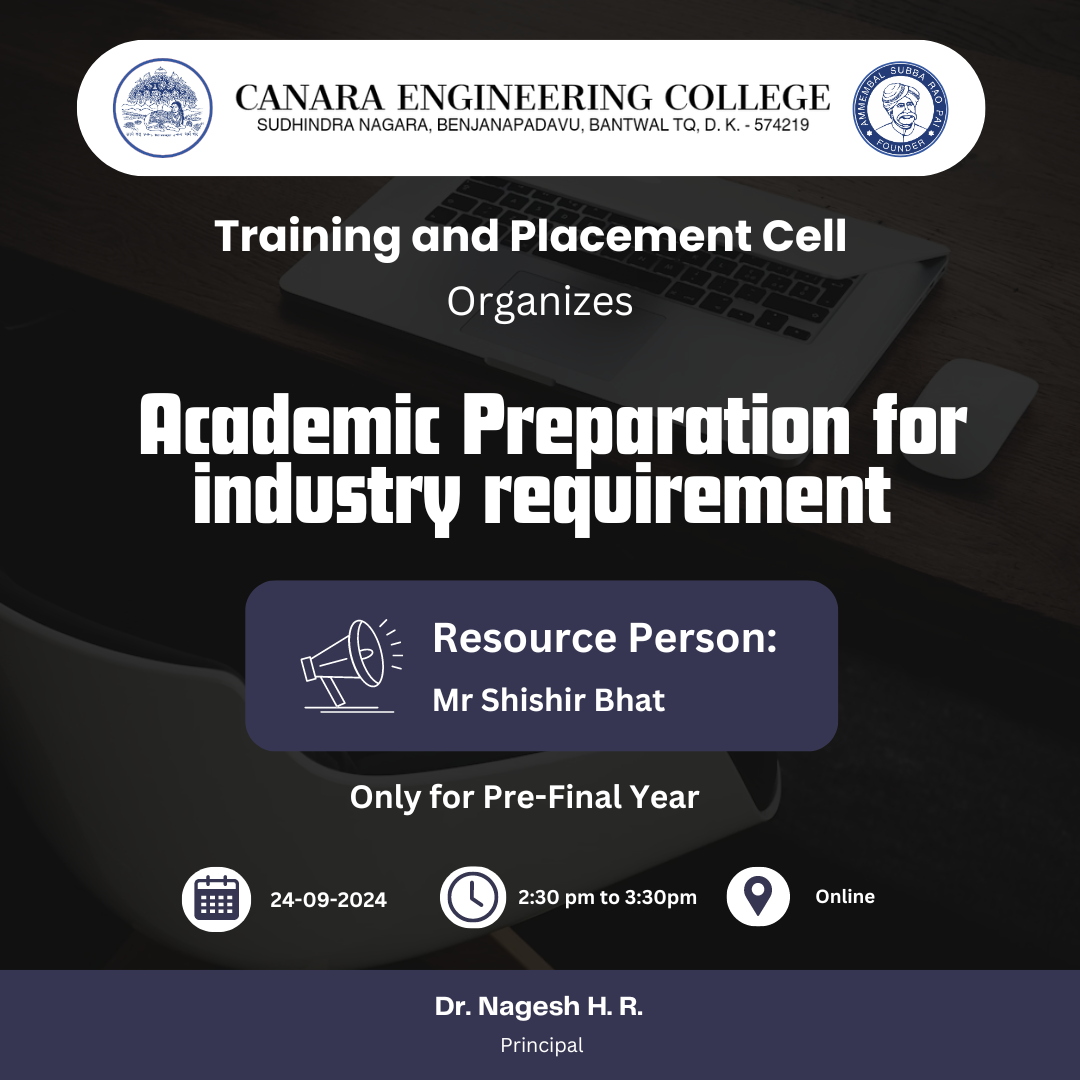 CANARA ENGINEERING COLLEGE
SUDHINDRA NAGARA, BENJANAPADAVU, BANTWAL TQ, D. K. - 574219
AMMEMBAL SUBBA RAO PAI
FOUNDER
Training and Placement Cell
Organizes
Academic Preparation for
industry requirement
Resource Person:
Mr Shishir Bhat
Only for Pre-Final Year
24-09-2024
2:30 pm to 3:30pm
Online
Dr. Nagesh H. R.
Principal